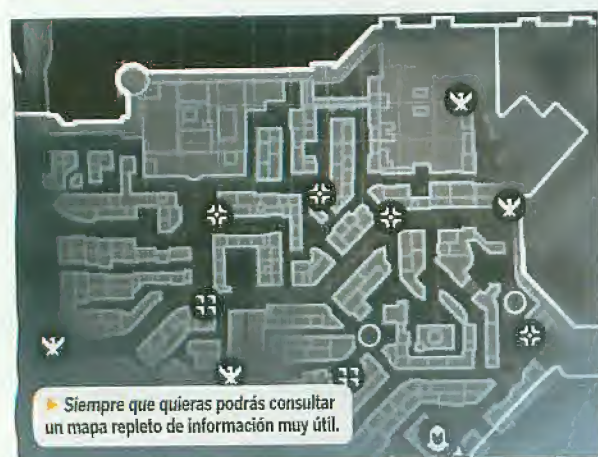 ► Siempre que quieras podrás consultar
un mapa repleto de información muy útil.